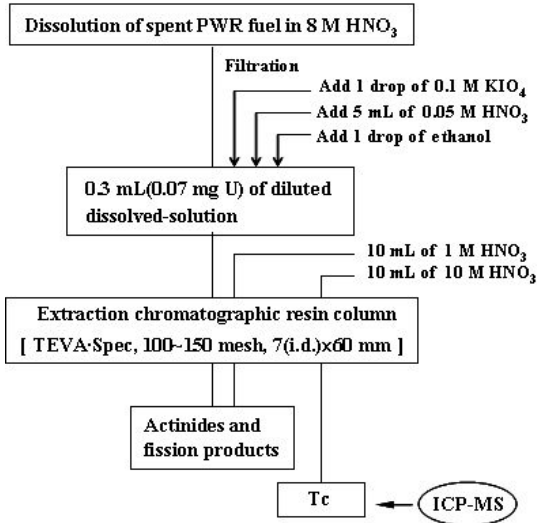 Dissolution of spent PWR fuel in 8 M HNO₃
Filtration
Add 1 drop of 0.1 M KIO₄
Add 5 mL of 0.05 M HNO₃
Add 1 drop of ethanol
0.3 mL(0.07 mg U) of diluted
dissolved-solution
10 mL of 1 M HNO₃
10 mL of 10 M HNO₃
Extraction chromatographic resin column
[ TEVA·Spec, 100~150 mesh, 7(i.d.)×60 mm ]
Actinides and
fission products
Tc
ICP-MS